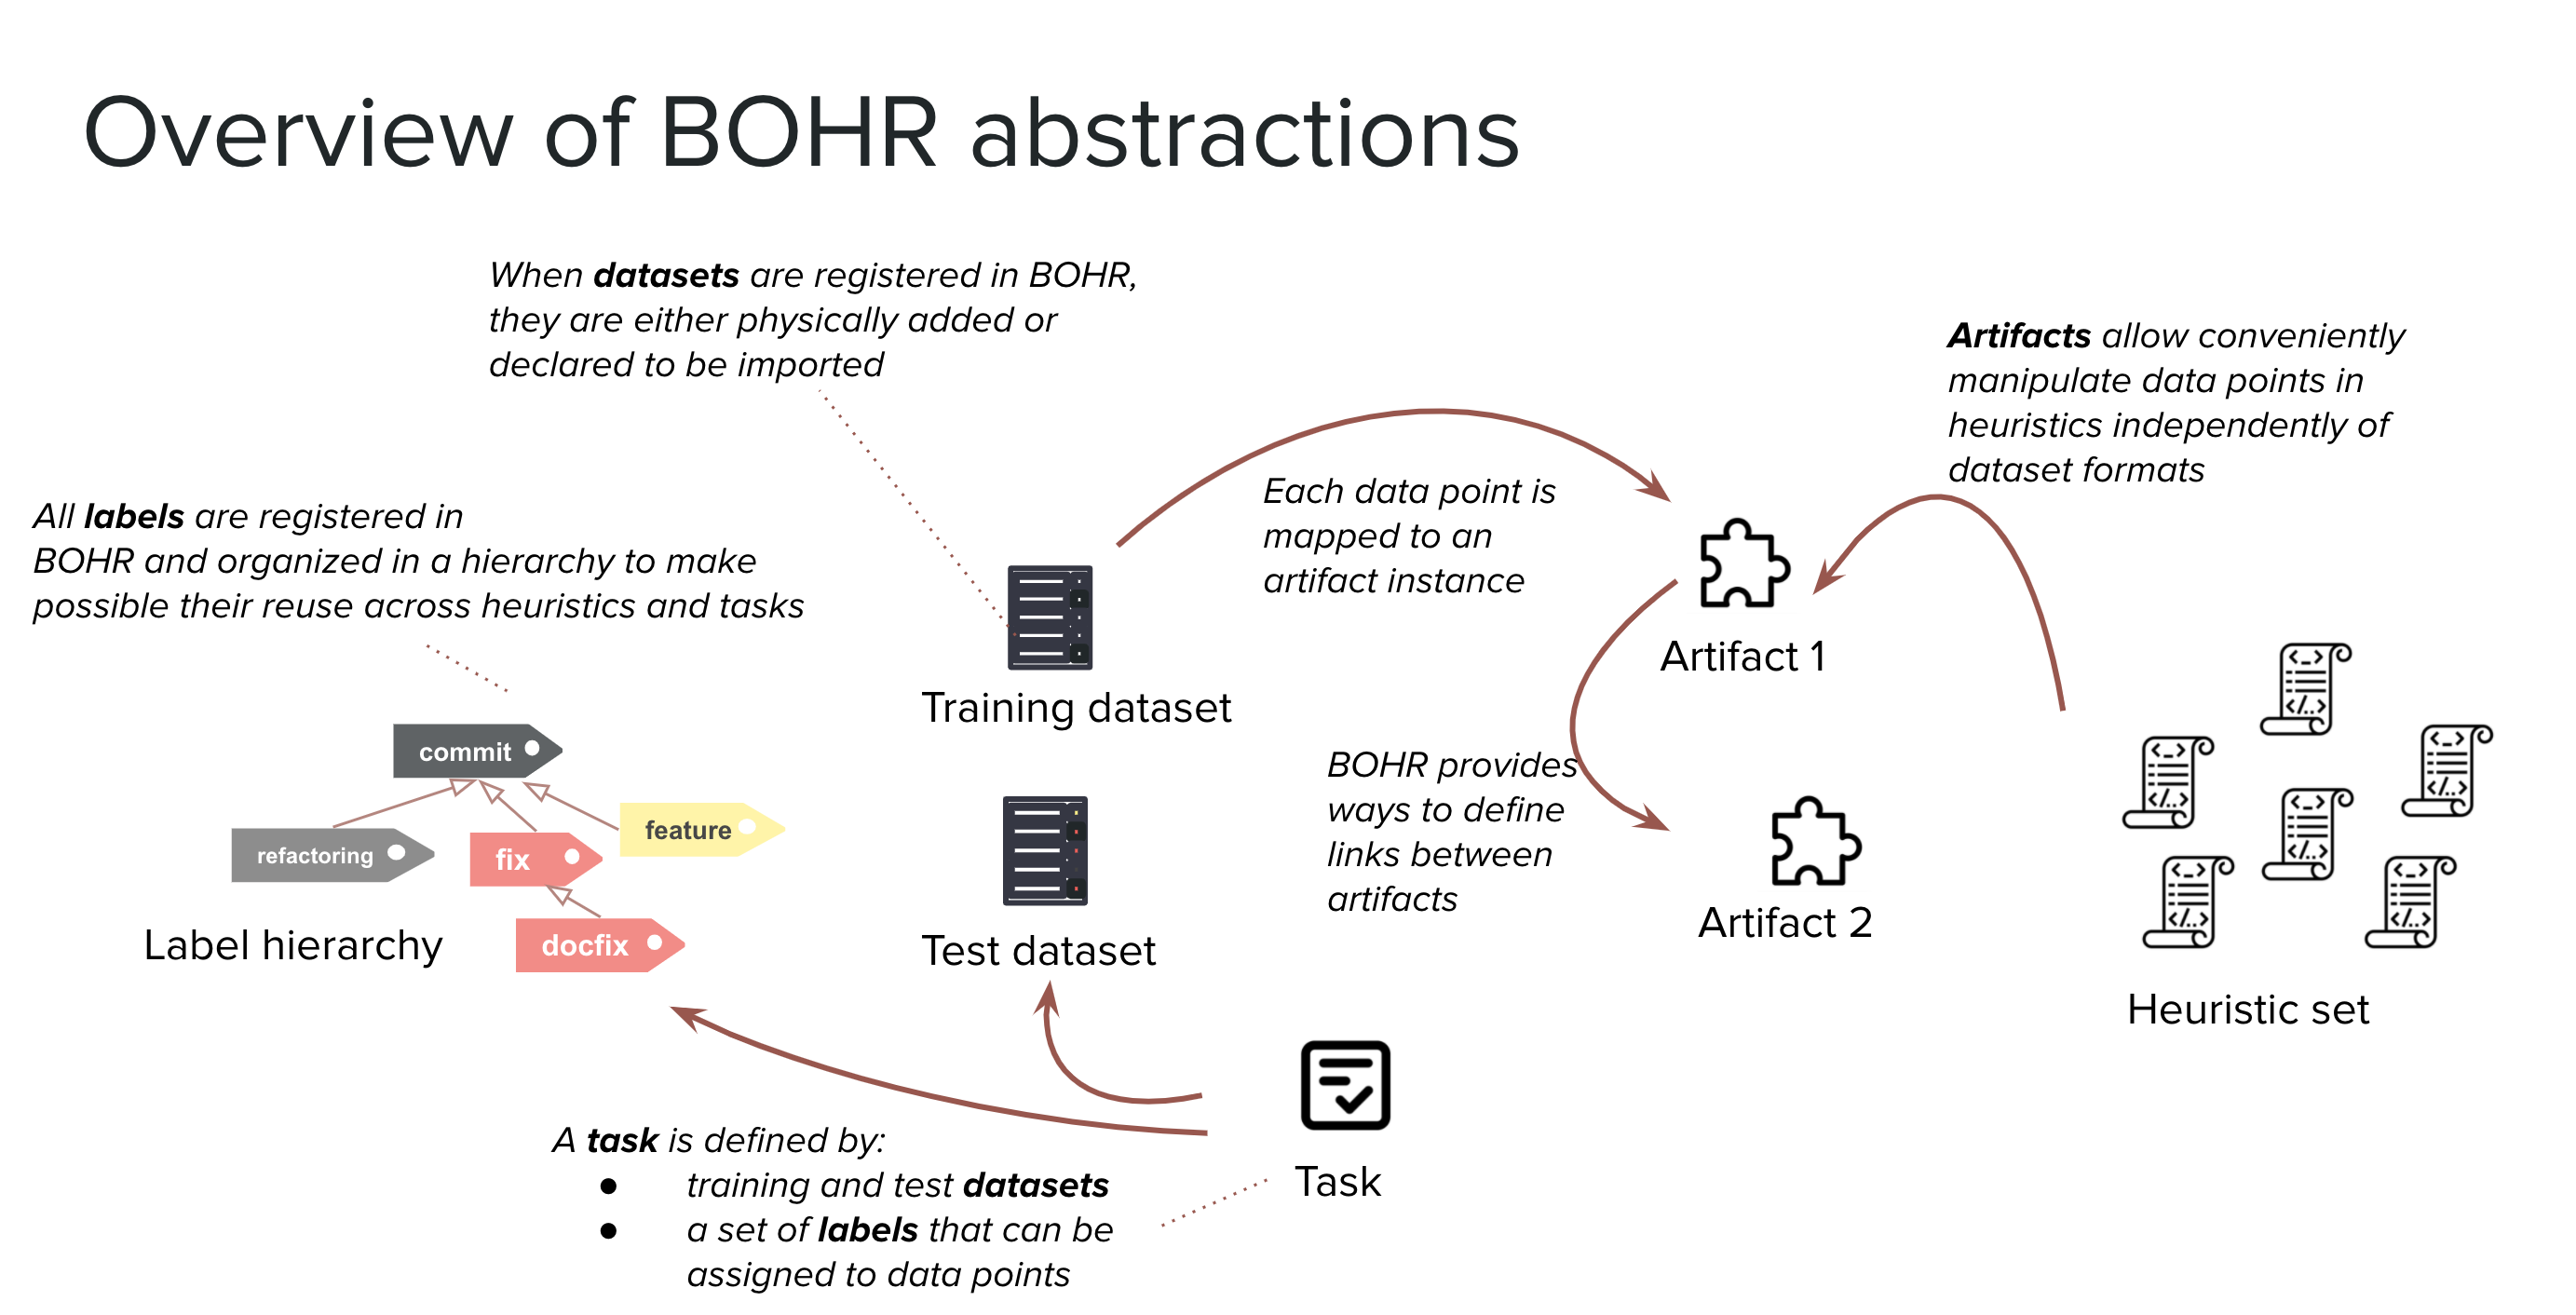 Overview of BOHR abstractions
When datasets are registered in BOHR,
they are either physically added or
declared to be imported
Artifacts allow conveniently
manipulate data points in
heuristics independently of
dataset formats
Each data point is
mapped to an
artifact instance
All labels are registered in
BOHR and organized in a hierarchy to make
possible their reuse across heuristics and tasks
Artifact 1
Training dataset
commit
refactoring
fix
feature
docfix
Label hierarchy
BOHR provides
ways to define
links between
artifacts
Artifact 2
Test dataset
<_>
</..>
<_>
</..>
<_>
</..>
<_>
</..>
<_>
</..>
<_>
</..>
Heuristic set
A task is defined by:
● training and test datasets
● a set of labels that can be
assigned to data points
Task